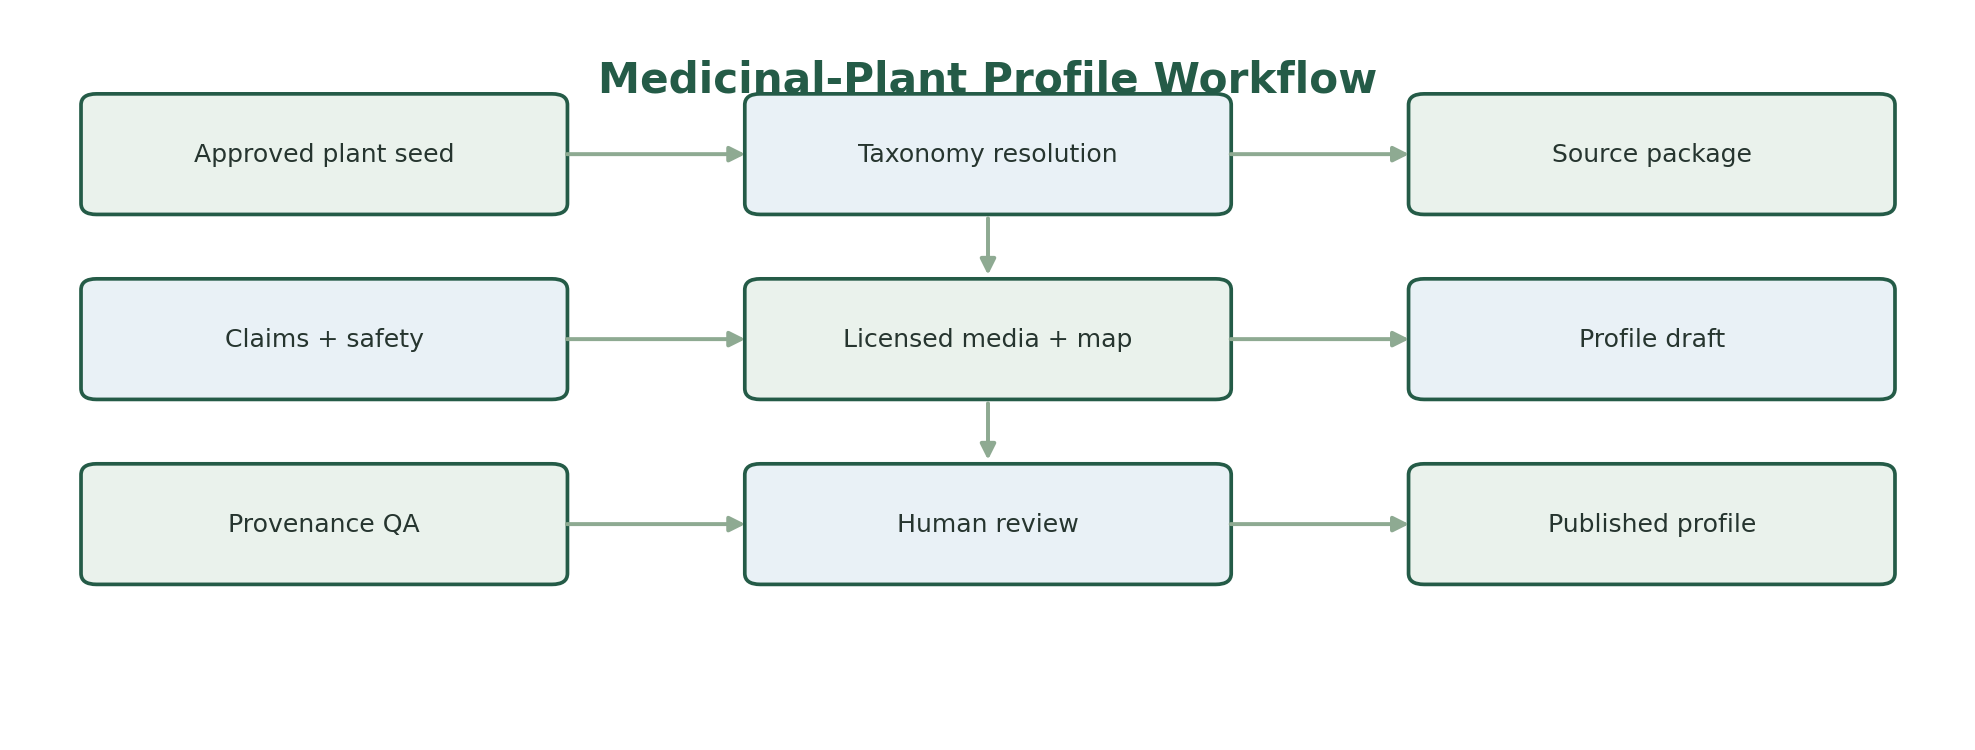 Medicinal-Plant Profile Workflow
Approved plant seed
Taxonomy resolution
Source package
Claims + safety
Licensed media + map
Profile draft
Provenance QA
Human review
Published profile